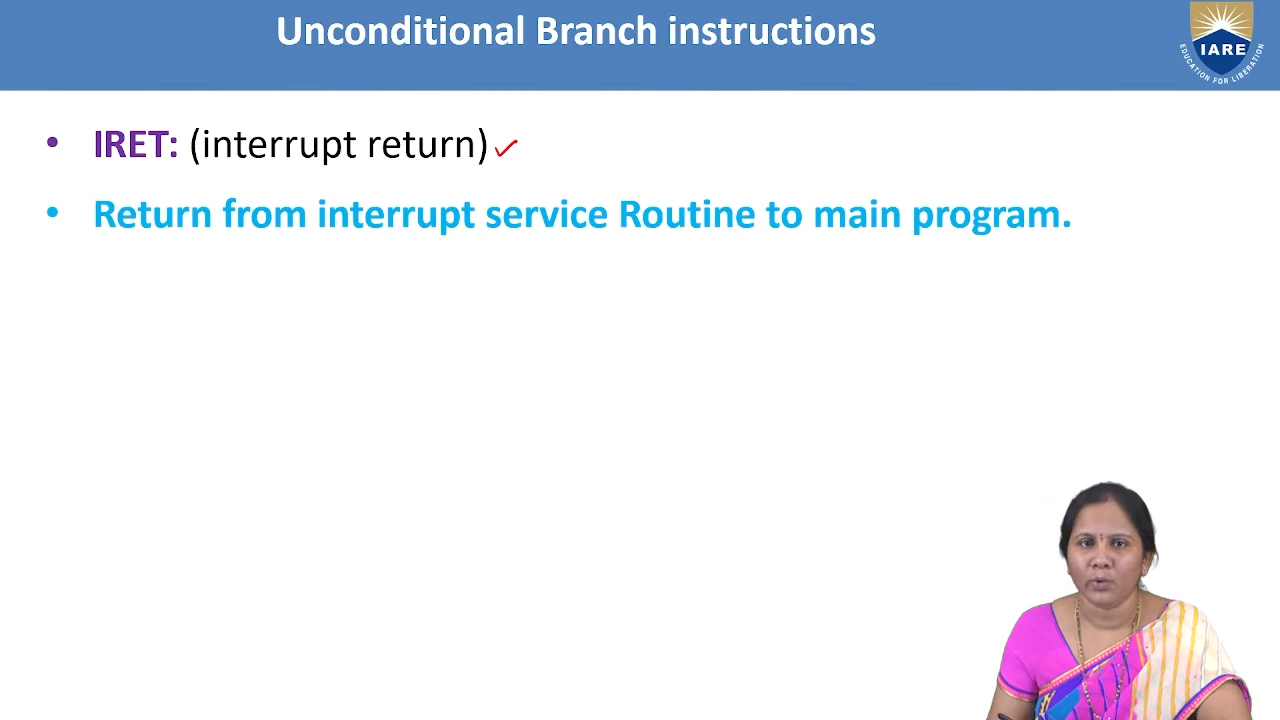 Unconditional Branch instructions
IARE
EDUCATION FOR LIBERATION
• IRET: (interrupt return)
• Return from interrupt service Routine to main program.